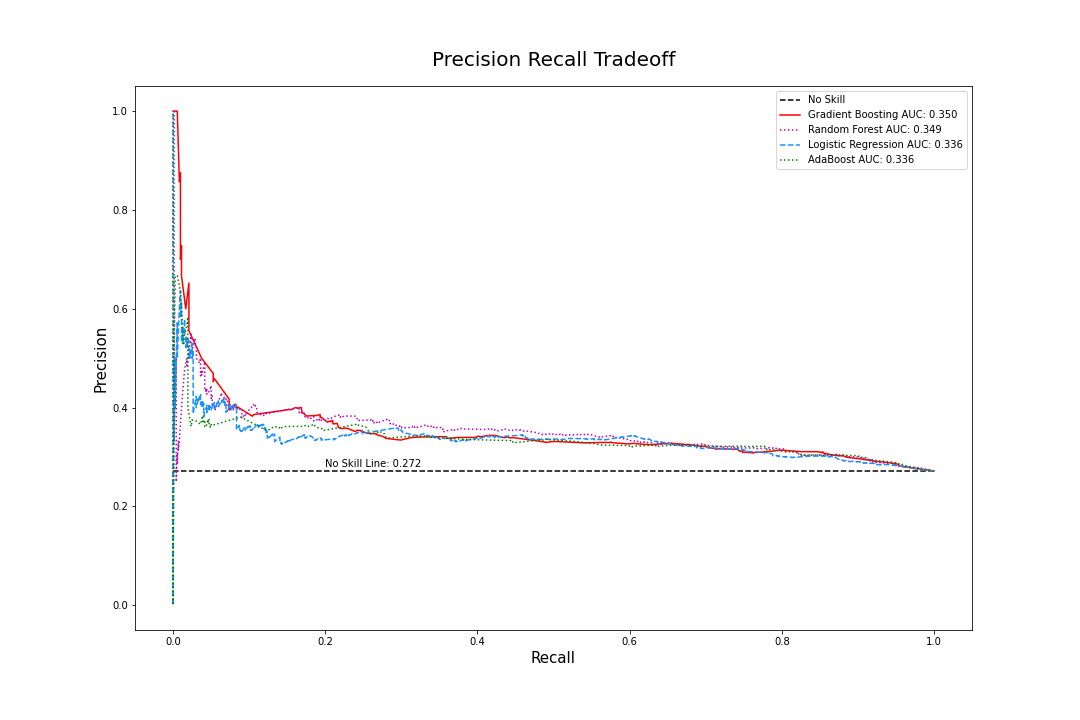 Precision Recall Tradeoff
No Skill
Gradient Boosting AUC: 0.350
Random Forest AUC: 0.349
Logistic Regression AUC: 0.336
AdaBoost AUC: 0.336
1.0
0.8
0.6
0.4
0.2
0.0
Precision
No Skill Line: 0.272
0.0 0.2 0.4 0.6 0.8 1.0
Recall